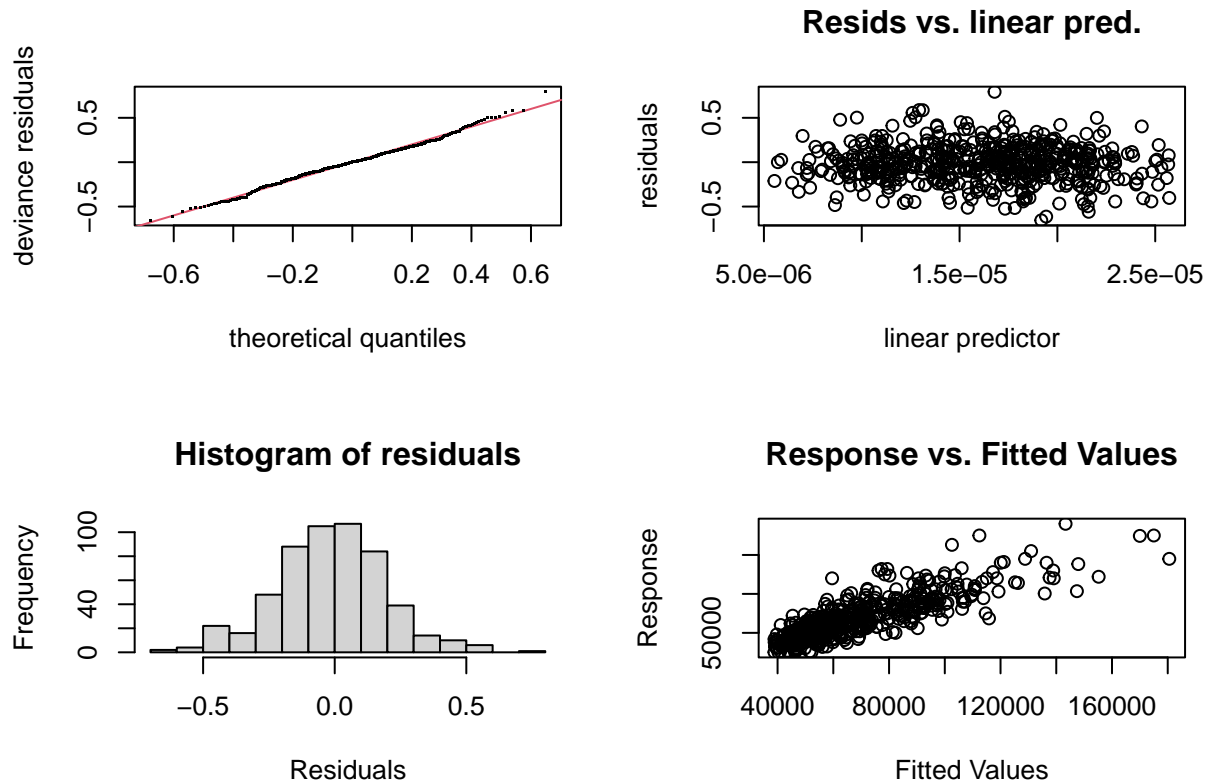 deviance residuals
−0.5
0.5
−0.6
−0.2
0.2
0.4
0.6
theoretical quantiles
Resids vs. linear pred.
residuals
−0.5
0.5
5.0e−06
1.5e−05
2.5e−05
linear predictor
Histogram of residuals
Frequency
0
40
100
−0.5
0.0
0.5
Residuals
Response vs. Fitted Values
Response
50000
40000
80000
120000
160000
Fitted Values